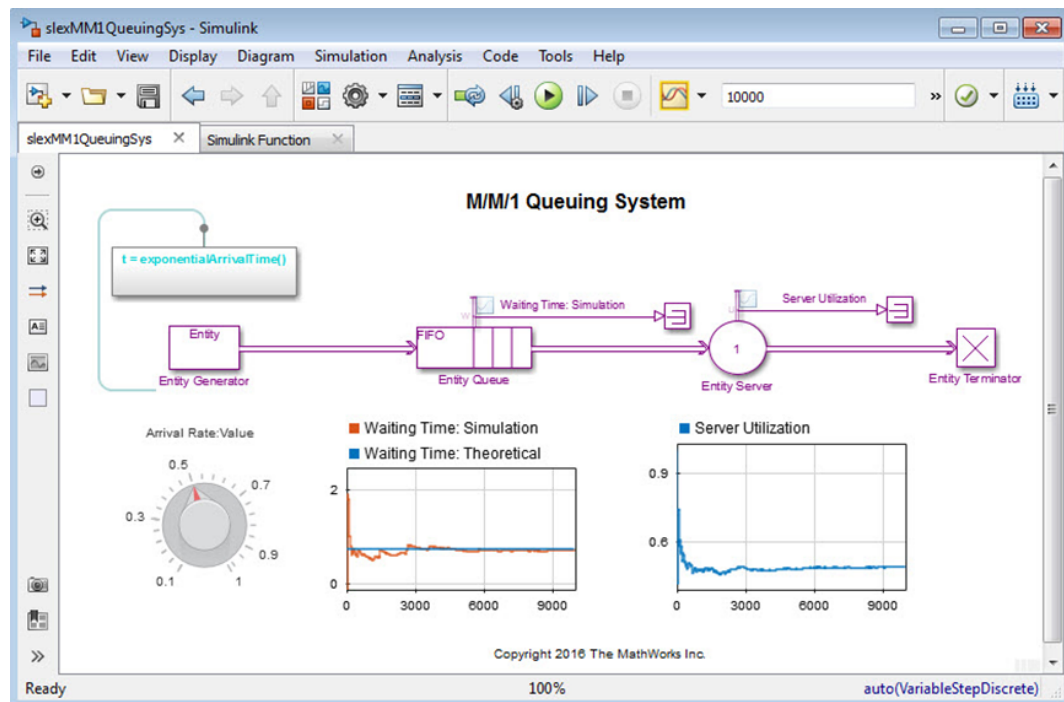 slexMM1QueuingSys - Simulink
File Edit View Display Diagram Simulation Analysis Code Tools Help
10000 »
slexMM1QueuingSys Simulink Function
M/M/1 Queuing System
t = exponentialArrivalTime()
Waiting Time: Simulation
Server Utilization
Entity
FIFO
1
Entity Generator
Entity Queue
Entity Server
Entity Terminator
Arrival Rate:Value
0.1
0.3
0.5
0.7
0.9
1
Waiting Time: Simulation
Waiting Time: Theoretical
2
0
0 3000 6000 9000
Server Utilization
0.9
0.6
0 3000 6000 9000
Copyright 2016 The MathWorks Inc.
Ready 100% auto(VariableStepDiscrete)